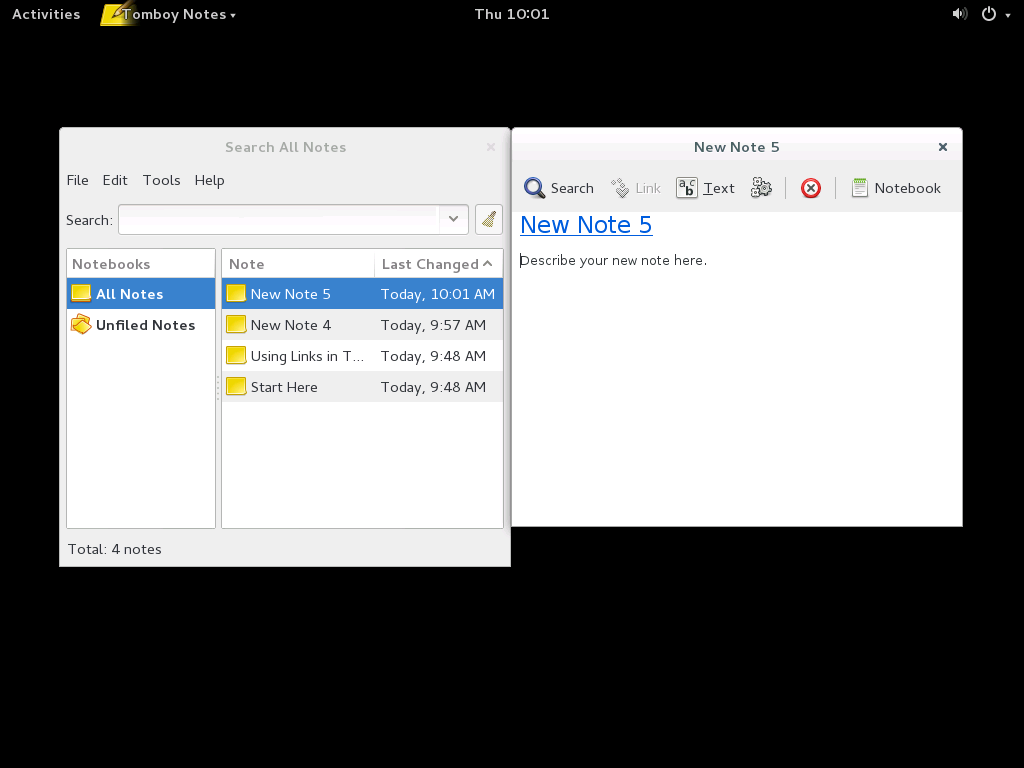 Activities Tomboy Notes Thu 10:01
Search All Notes
File Edit Tools Help
Search:
Notebooks
All Notes
Unfiled Notes
Note Last Changed
New Note 5 Today, 10:01 AM
New Note 4 Today, 9:57 AM
Using Links in T... Today, 9:48 AM
Start Here Today, 9:48 AM
Total: 4 notes
New Note 5
Search Link abc Text Notebook
New Note 5
Describe your new note here.